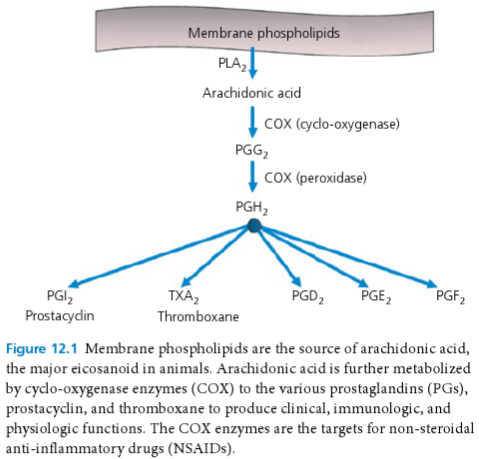 Membrane phospholipids
PLA₂
Arachidonic acid
COX (cyclo-oxygenase)
PGG₂
COX (peroxidase)
PGH₂
PGI₂ TXA₂ PGD₂ PGE₂ PGF₂
Prostacyclin Thromboxane
Figure 12.1 Membrane phospholipids are the source of arachidonic acid,
the major eicosanoid in animals. Arachidonic acid is further metabolized
by cyclo-oxygenase enzymes (COX) to the various prostaglandins (PGs),
prostacyclin, and thromboxane to produce clinical, immunologic, and
physiologic functions. The COX enzymes are the targets for non-steroidal
anti-inflammatory drugs (NSAIDs).